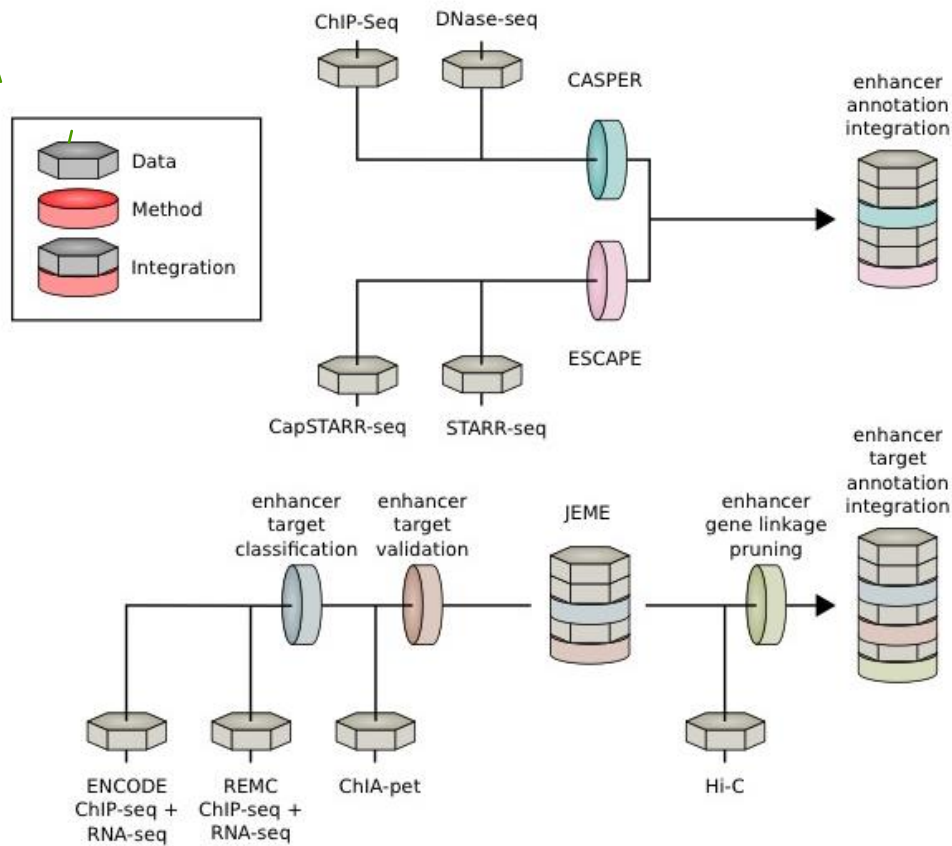 ChIP-Seq
DNase-seq
CASPER
enhancer
annotation
integration
Data
Method
Integration
ESCAPE
CapSTARR-seq
STARR-seq
enhancer
target
annotation
integration
enhancer
target
classification
enhancer
target
validation
JEME
enhancer
gene linkage
pruning
ENCODE
ChIP-seq +
RNA-seq
REMC
ChIP-seq +
RNA-seq
ChIA-pet
Hi-C